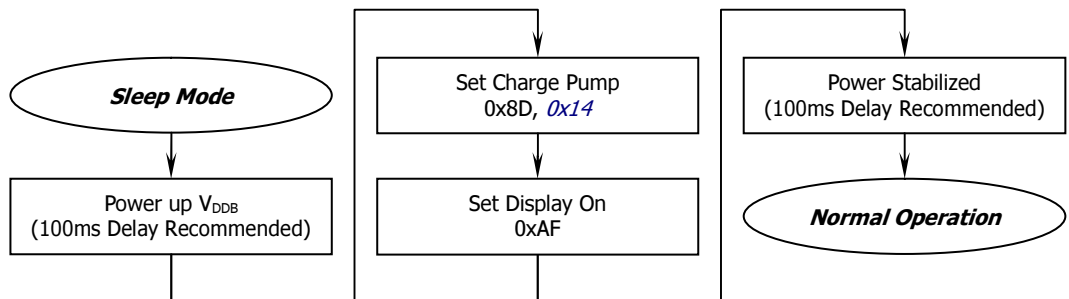 Sleep Mode
Power up VDDB
(100ms Delay Recommended)
Set Charge Pump
0x8D, 0x14
Set Display On
0xAF
Power Stabilized
(100ms Delay Recommended)
Normal Operation